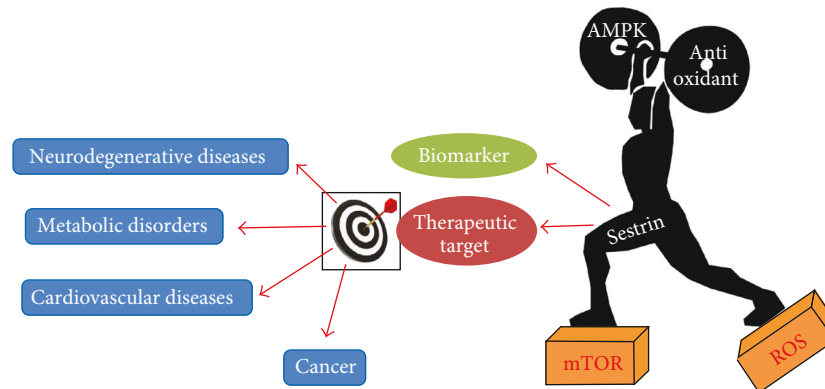 AMPK
Anti
oxidant
Neurodegenerative diseases
Biomarker
Metabolic disorders
Therapeutic
target
Sestrin
Cardiovascular diseases
Cancer
mTOR
ROS